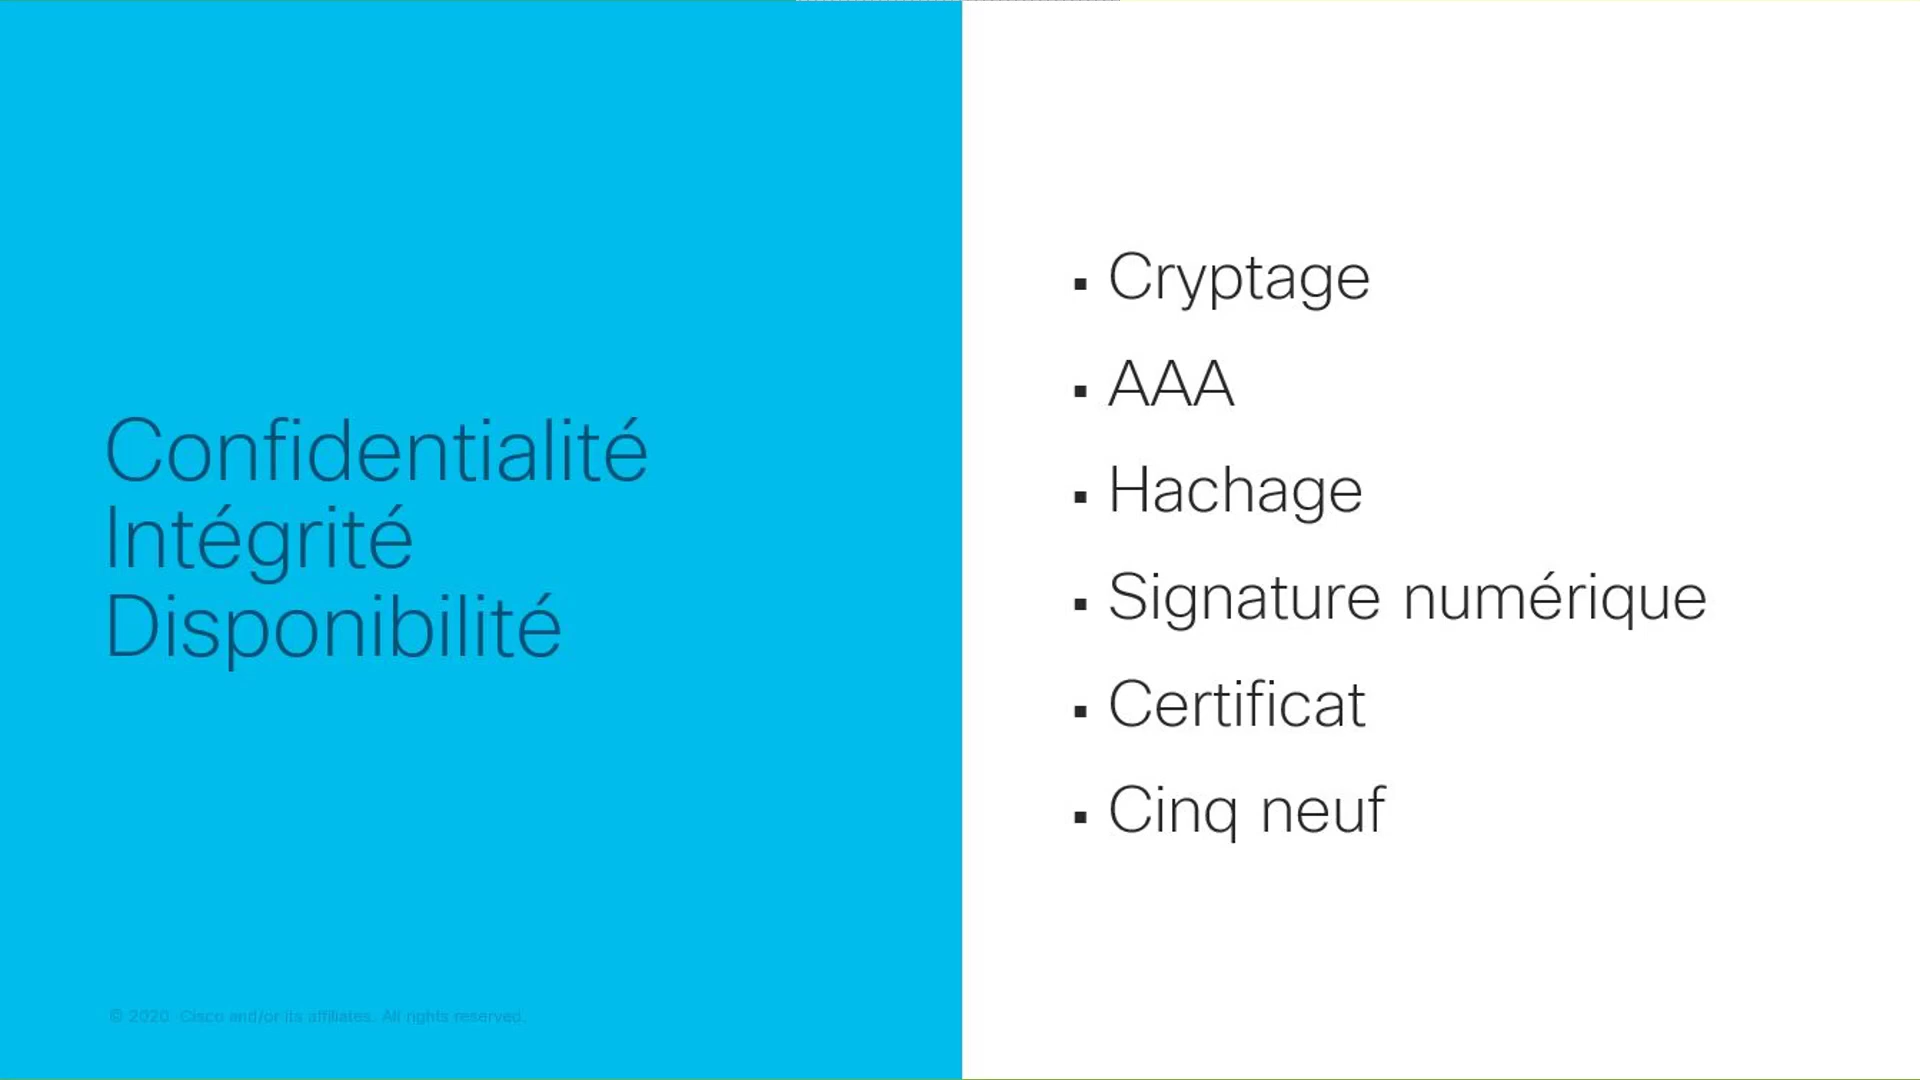 Confidentialité
Intégrité
Disponibilité
▪ Cryptage
▪ AAA
▪ Hachage
▪ Signature numérique
▪ Certificat
▪ Cinq neuf
© 2020 Cisco and/or its affiliates. All rights reserved.